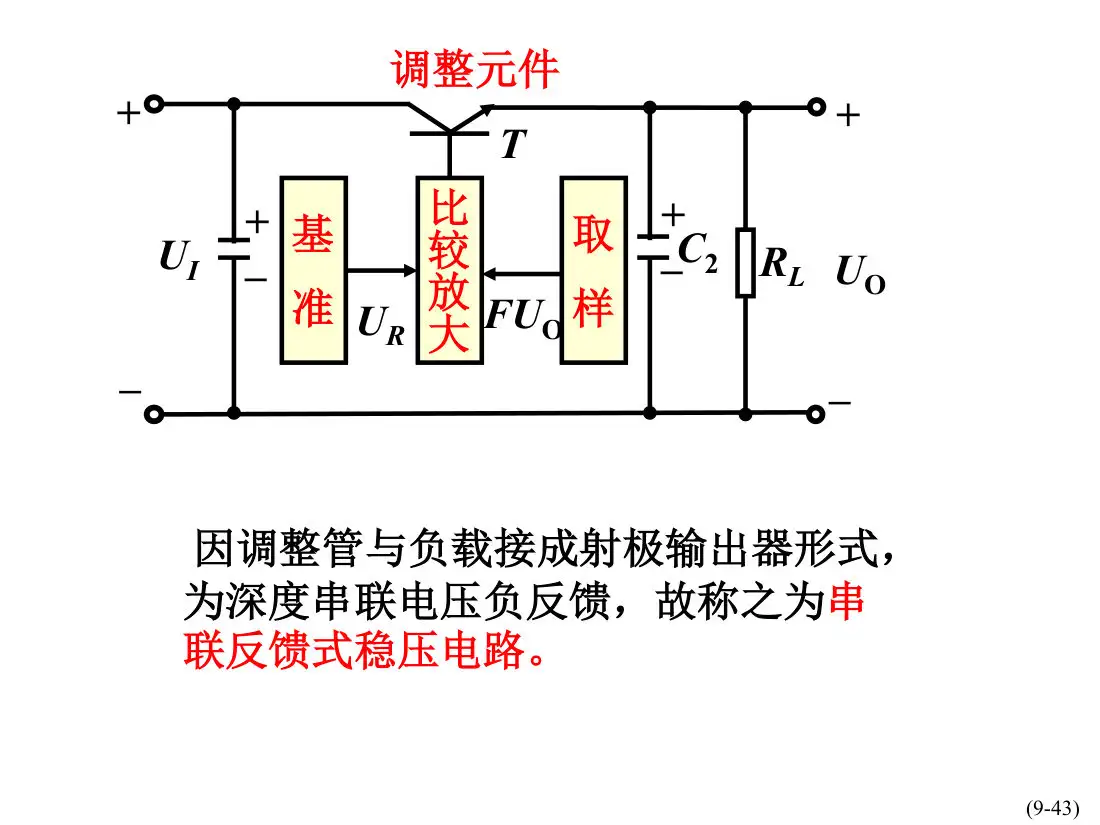 调整元件
+ +
T
基准
比较放大
取样
+ +
U_I
C₂
R_L
U_O
− −
U_R
FU_O
− −
因调整管与负载接成射极输出器形式，
为深度串联电压负反馈，故称之为串
联反馈式稳压电路。
(9-43)